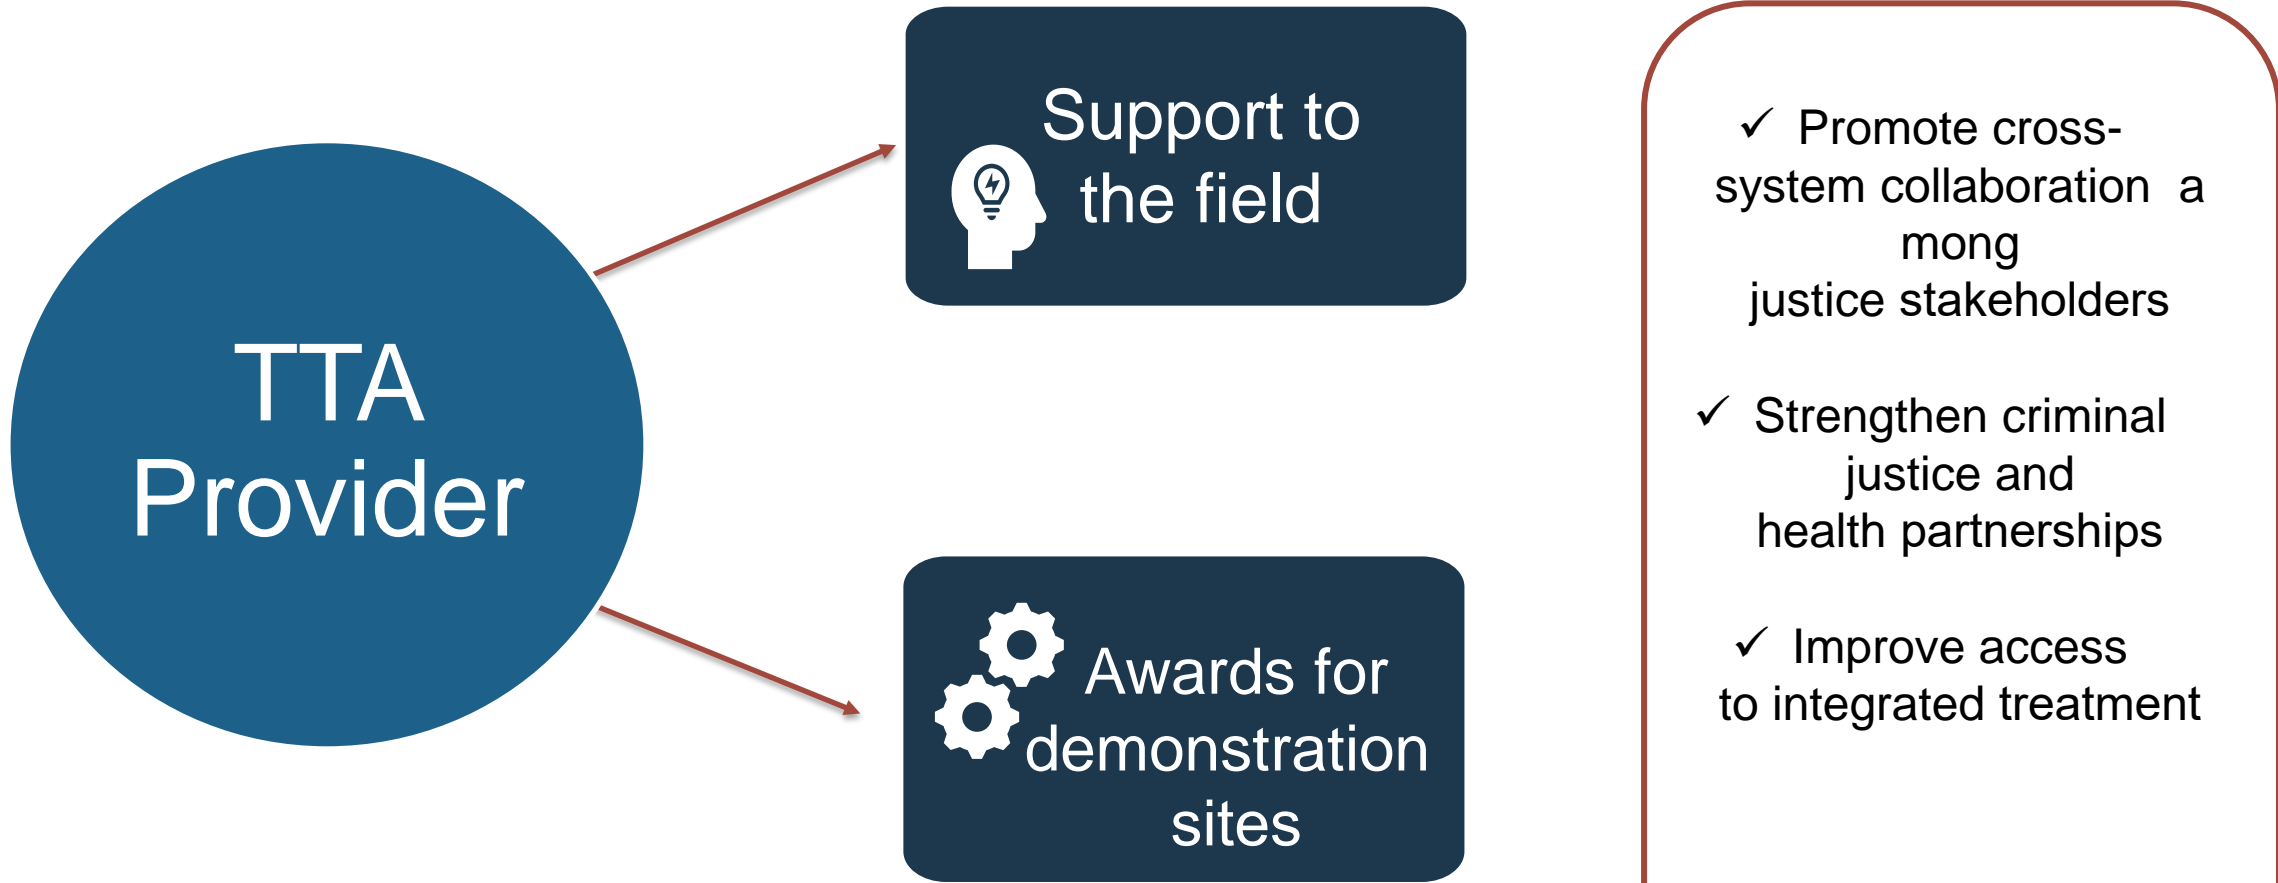 TTA
Provider
Support to
the field
Awards for
demonstration
sites
✓ Promote cross-
system collaboration  a
mong
justice stakeholders
✓ Strengthen criminal
justice and
health partnerships
✓ Improve access
to integrated treatment